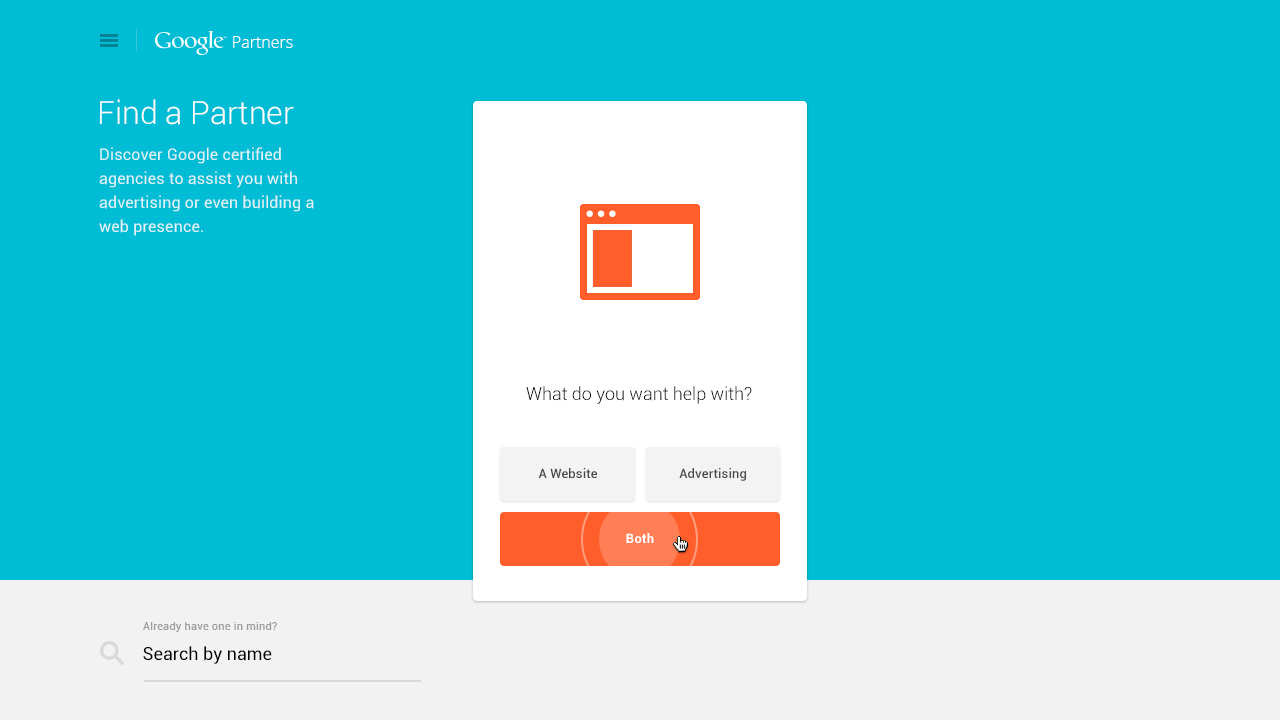 Google Partners
Find a Partner
Discover Google certified
agencies to assist you with
advertising or even building a
web presence.
What do you want help with?
A Website
Advertising
Both
Already have one in mind?
Search by name